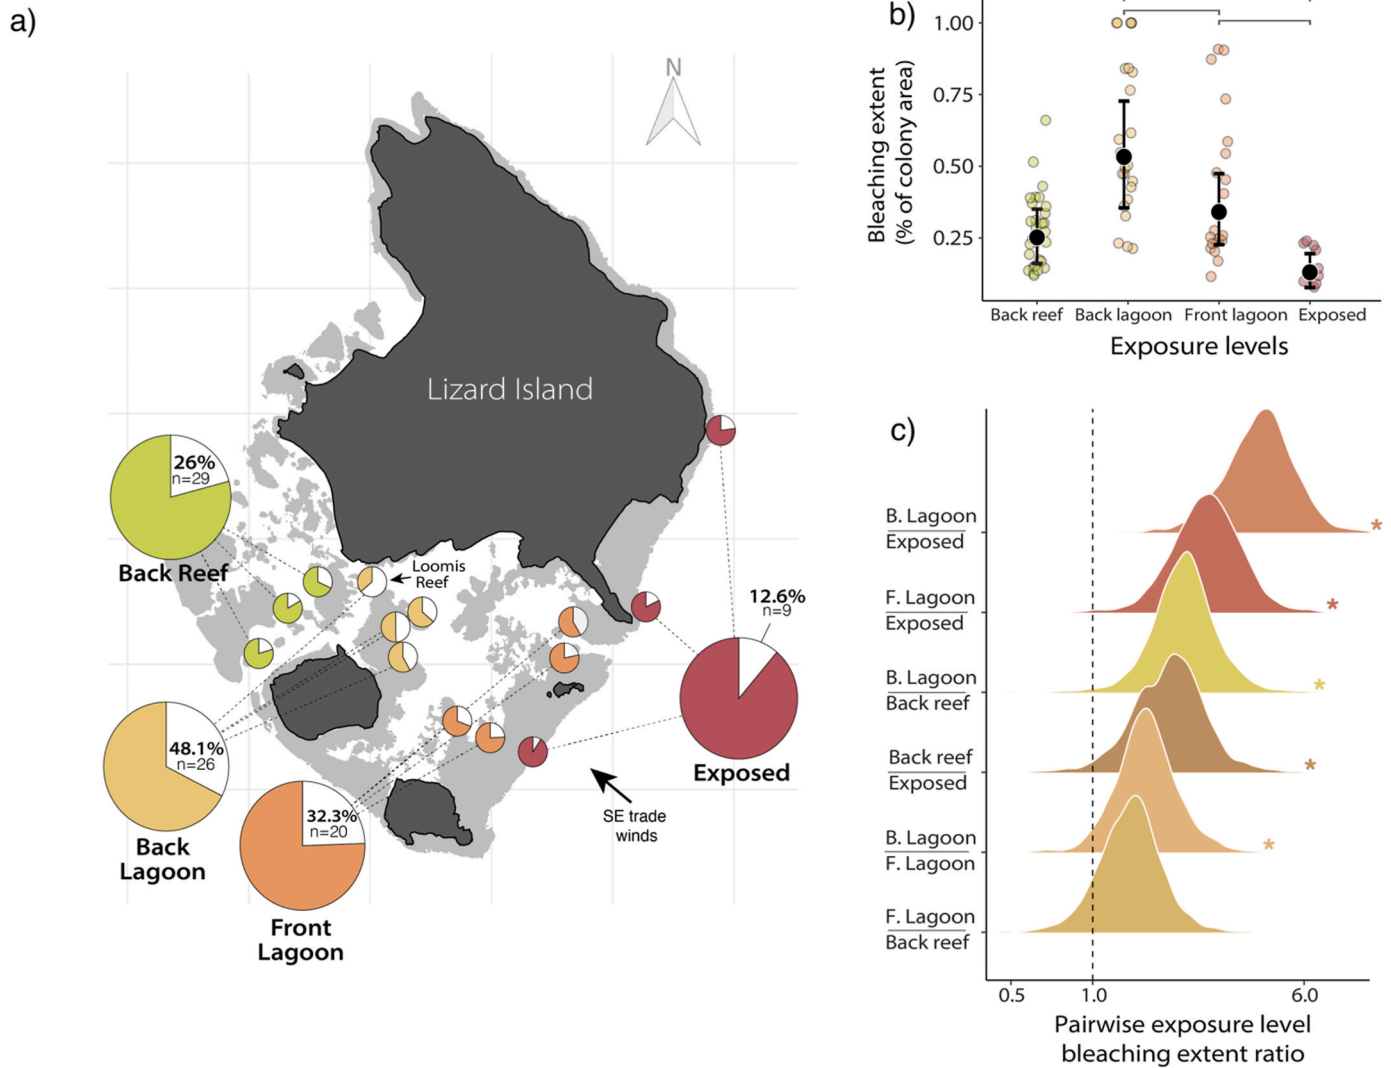 a)
N
Lizard Island
26%
n=29
Back Reef
Loomis
Reef
12.6%
n=9
48.1%
n=26
Back
Lagoon
32.3%
n=20
Front
Lagoon
Exposed
SE trade
winds
b)
Bleaching extent
(% of colony area)
1.00
0.75
0.50
0.25
Back reef Back lagoon Front lagoon Exposed
Exposure levels
c)
B. Lagoon
Exposed
*
F. Lagoon
Exposed
*
B. Lagoon
Back reef
*
Back reef
Exposed
*
B. Lagoon
F. Lagoon
*
F. Lagoon
Back reef
0.5 1.0 6.0
Pairwise exposure level
bleaching extent ratio